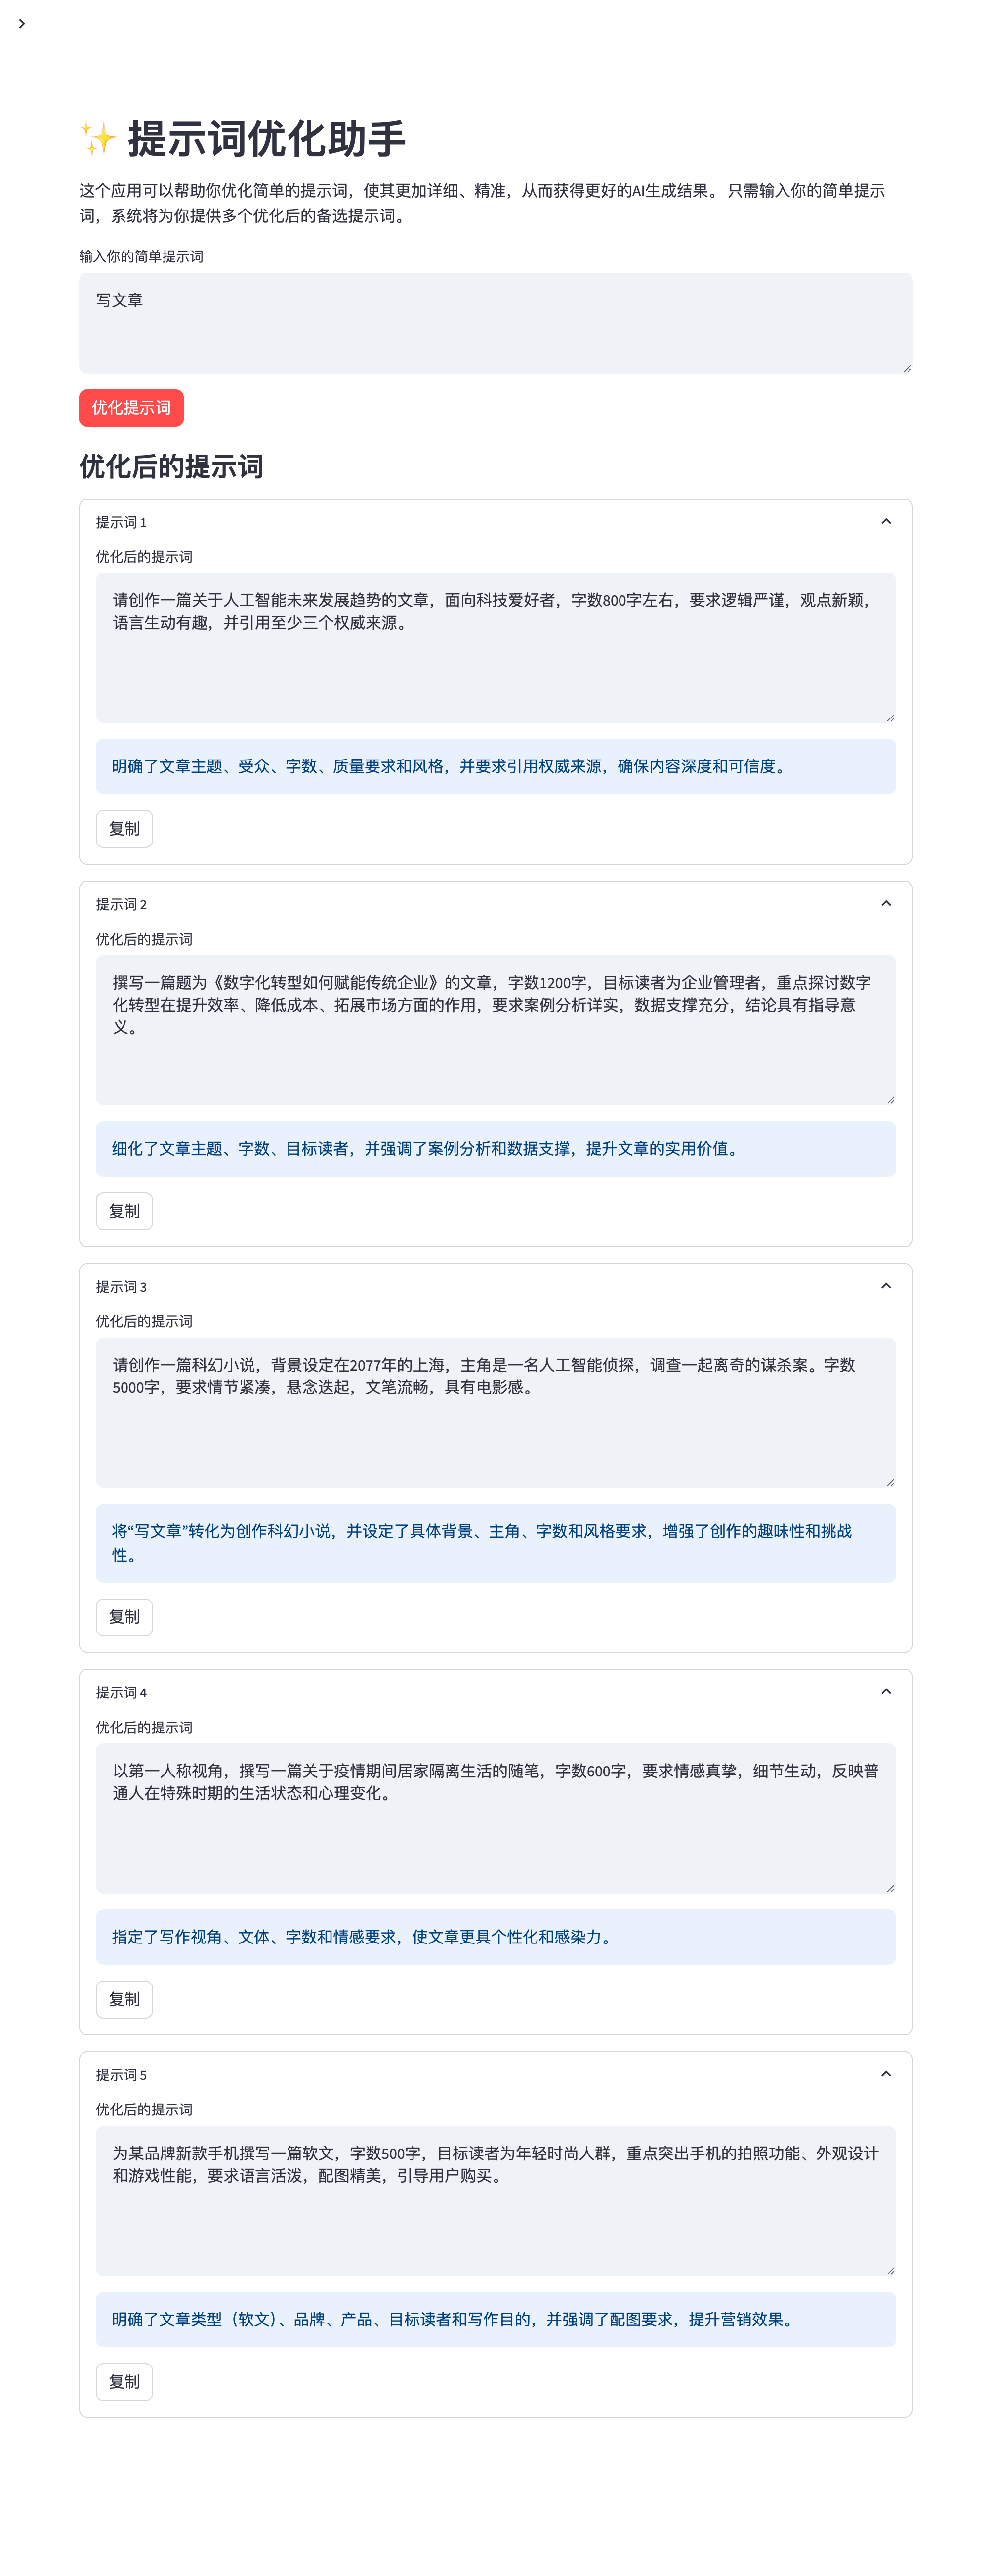 ✨ 提示词优化助手
这个应用可以帮助你优化简单的提示词，使其更加详细、精准，从而获得更好的AI生成结果。 只需输入你的简单提示
词，系统将为你提供多个优化后的备选提示词。
输入你的简单提示词
写文章
优化提示词
优化后的提示词
提示词 1
优化后的提示词
请创作一篇关于人工智能未来发展趋势的文章，面向科技爱好者，字数800字左右，要求逻辑严谨，观点新颖，
语言生动有趣，并引用至少三个权威来源。
明确了文章主题、受众、字数、质量要求和风格，并要求引用权威来源，确保内容深度和可信度。
复制
提示词 2
优化后的提示词
撰写一篇题为《数字化转型如何赋能传统企业》的文章，字数1200字，目标读者为企业管理者，重点探讨数字
化转型在提升效率、降低成本、拓展市场方面的作用，要求案例分析详实，数据支撑充分，结论具有指导意
义。
细化了文章主题、字数、目标读者，并强调了案例分析和数据支撑，提升文章的实用价值。
复制
提示词 3
优化后的提示词
请创作一篇科幻小说，背景设定在2077年的上海，主角是一名人工智能侦探，调查一起离奇的谋杀案。字数
5000字，要求情节紧凑，悬念迭起，文笔流畅，具有电影感。
将“写文章”转化为创作科幻小说，并设定了具体背景、主角、字数和风格要求，增强了创作的趣味性和挑战
性。
复制
提示词 4
优化后的提示词
以第一人称视角，撰写一篇关于疫情期间居家隔离生活的随笔，字数600字，要求情感真挚，细节生动，反映普
通人在特殊时期的生活状态和心理变化。
指定了写作视角、文体、字数和情感要求，使文章更具个性化和感染力。
复制
提示词 5
优化后的提示词
为某品牌新款手机撰写一篇软文，字数500字，目标读者为年轻时尚人群，重点突出手机的拍照功能、外观设计
和游戏性能，要求语言活泼，配图精美，引导用户购买。
明确了文章类型（软文）、品牌、产品、目标读者和写作目的，并强调了配图要求，提升营销效果。
复制